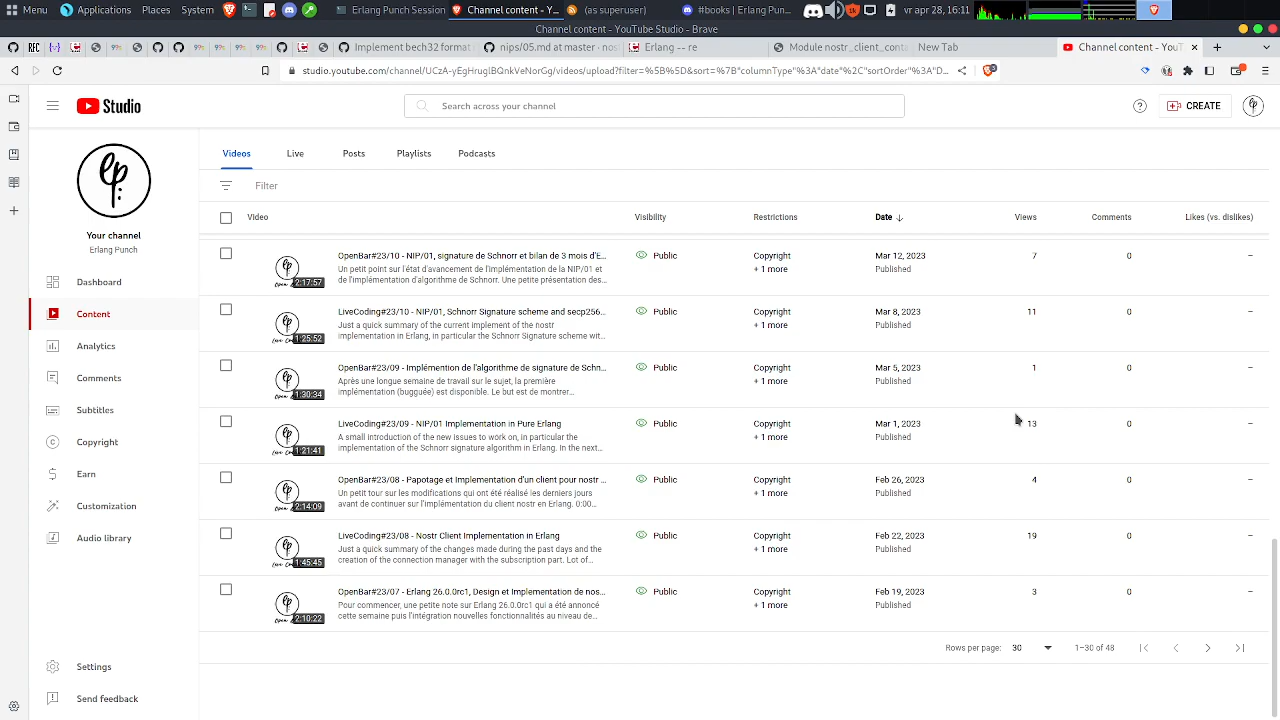 Menu Applications Places System Erlang Channel content - Y... (as superuser) #books | Erlang Pun... vr apr 28, 16:11
Channel content - YouTube Studio - Brave
Implement bech32 format nips/05.md at master · nos Erlang -- re Module nostr_client_conta New Tab Channel content - YouT
studio.youtube.com/channel/UCzA-yEgHruglBQnkVeNorGg/videos/upload?filter=%5B%5D&sort=%7B"columnType"%3A"date"%2C"sortOrder"%3A"D...
Studio
Search across your channel
CREATE
Videos Live Posts Playlists Podcasts
Filter
Video Visibility Restrictions Date Views Comments Likes (vs. dislikes)
Your channel
Erlang Punch
Dashboard
Content
Analytics
Comments
Subtitles
Copyright
Earn
Customization
Audio library
Settings
Send feedback
OpenBar#23/10 - NIP/01, signature de Schnorr et bilan de 3 mois d'E... Public Copyright Mar 12, 2023 7 0 –
Un petit point sur l'état d'avancement de l'implémentation de la NIP/01 et + 1 more Published
de l'implémentation d'algorithme de Schnorr. Une petite présentation des...
2:17:57
LiveCoding#23/10 - NIP/01, Schnorr Signature scheme and secp256... Public Copyright Mar 8, 2023 11 0 –
Just a quick summary of the current implement of the nostr + 1 more Published
implementation in Erlang, in particular the Schnorr Signature scheme wit...
1:25:52
OpenBar#23/09 - Implémention de l'algorithme de signature de Schn... Public Copyright Mar 5, 2023 1 0 –
Après une longue semaine de travail sur le sujet, la première + 1 more Published
implémentation (bugguée) est disponible. Le but est de montrer...
1:30:34
LiveCoding#23/09 - NIP/01 Implementation in Pure Erlang Public Copyright Mar 1, 2023 13 0 –
A small introduction of the new issues to work on, in particular the + 1 more Published
implementation of the Schnorr signature algorithm in Erlang. In the next...
1:21:41
OpenBar#23/08 - Papotage et Implementation d'un client pour nostr ... Public Copyright Feb 26, 2023 4 0 –
Un petit tour sur les modifications qui ont été réalisé les derniers jours + 1 more Published
avant de continuer sur l'implémentation du client nostr en Erlang. 0:00...
2:14:09
LiveCoding#23/08 - Nostr Client Implementation in Erlang Public Copyright Feb 22, 2023 19 0 –
Just a quick summary of the changes made during the past days and the + 1 more Published
creation of the connection manager with the subscription part. Lot of...
1:45:45
OpenBar#23/07 - Erlang 26.0.0rc1, Design et Implementation de nos... Public Copyright Feb 19, 2023 3 0 –
Pour commencer, une petite note sur Erlang 26.0.0rc1 qui a été annoncé + 1 more Published
cette semaine puis l'intégration nouvelles fonctionnalités au niveau de...
2:10:22
Rows per page: 30 1–30 of 48